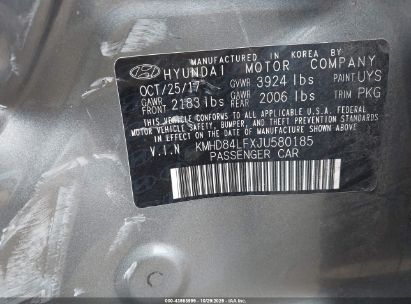 MANUFACTURED IN KOREA BY
HYUNDAI MOTOR COMPANY
OCT/25/17 GVWR 3924 lbs PAINT UYS
GAWR FRONT 2183 lbs GAWR REAR 2006 lbs TRIM PKG
THIS VEHICLE CONFORMS TO ALL APPLICABLE U.S.A. FEDERAL
MOTOR VEHICLE SAFETY, BUMPER, AND THEFT PREVENTION STANDARDS
IN EFFECT ON THE DATE OF MANUFACTURE SHOWN ABOVE.
V.I.N KMHD84LFXJU580185
PASSENGER CAR